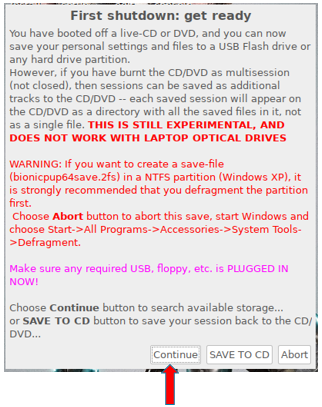 First shutdown: get ready
You have booted off a live-CD or DVD, and you can now
save your personal settings and files to a USB Flash drive or
any hard drive partition.
However, if you have burnt the CD/DVD as multisession
(not closed), then sessions can be saved as additional
tracks to the CD/DVD -- each saved session will appear on
the CD/DVD as a directory with all the saved files in it, not
as a single file. THIS IS STILL EXPERIMENTAL, AND
DOES NOT WORK WITH LAPTOP OPTICAL DRIVES
WARNING: If you want to create a save-file
(bionicpup64save.2fs) in a NTFS partition (Windows XP), it
is strongly recommended that you defragment the partition
first.
Choose Abort button to abort this save, start Windows and
choose Start->All Programs->Accessories->System Tools-
>Defragment.
Make sure any required USB, floppy, etc. is PLUGGED IN
NOW!
Choose Continue button to search available storage...
or SAVE TO CD button to save your session back to the CD/
DVD...
Continue SAVE TO CD Abort